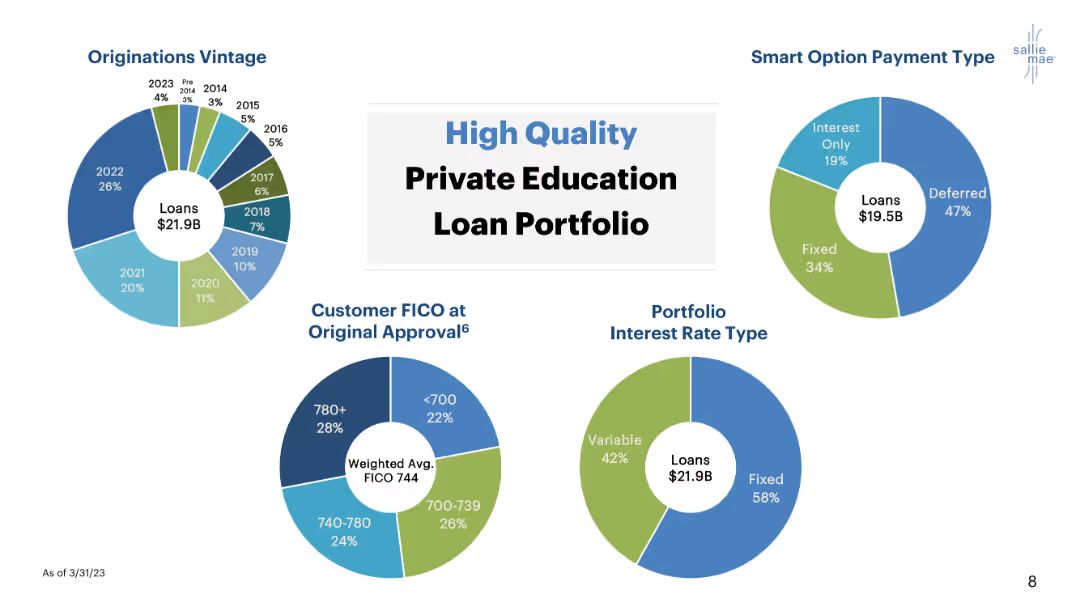 Originations Vintage
Smart Option Payment Type
sallie
mae
2023
4%
Pre
2014
3%
2014
3%
2015
5%
2016
5%
2017
6%
2018
7%
2019
10%
2020
11%
2021
20%
2022
26%
Loans
$21.9B
High Quality
Private Education
Loan Portfolio
Interest
Only
19%
Deferred
47%
Fixed
34%
Loans
$19.5B
Customer FICO at
Original Approval⁶
<700
22%
700-739
26%
740-780
24%
780+
28%
Weighted Avg.
FICO 744
Portfolio
Interest Rate Type
Variable
42%
Loans
$21.9B
Fixed
58%
As of 3/31/23
8